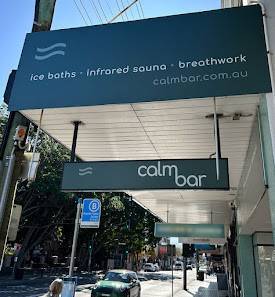 ice baths · infrared sauna · breathwork
calmbar.com.au
calm
bar
B